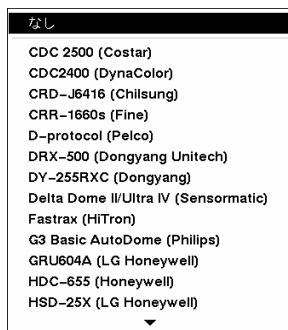 なし
CDC 2500 (Costar)
CDC2400 (DynaColor)
CRD-J6416 (Chilsung)
CRR-1660s (Fine)
D-protocol (Pelco)
DRX-500 (Dongyang Unitech)
DY-255RXC (Dongyang)
Delta Dome II/Ultra IV (Sensormatic)
Fastrax (HiTron)
G3 Basic AutoDome (Philips)
GRU604A (LG Honeywell)
HDC-655 (Honeywell)
HSD-25X (LG Honeywell)